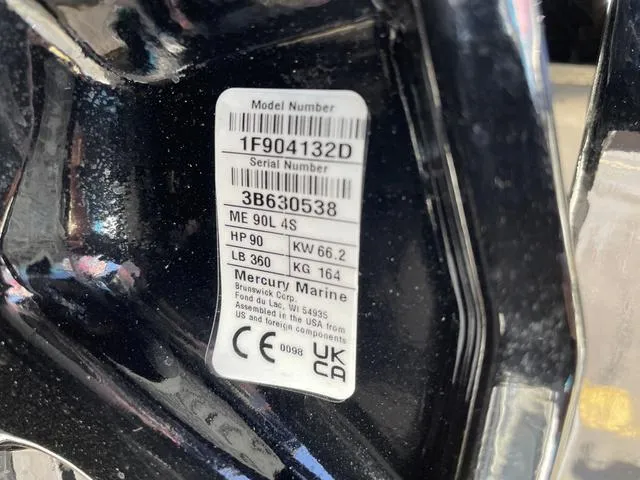 Model Number
1F904132D
Serial Number
3B630538
ME 90L 4S
HP 90 KW 66.2
LB 360 KG 164
Mercury Marine
Brunswick Corp.
Fond du Lac, WI 54935
Assembled in the USA from
US and foreign components
CE 0098 UK
CA